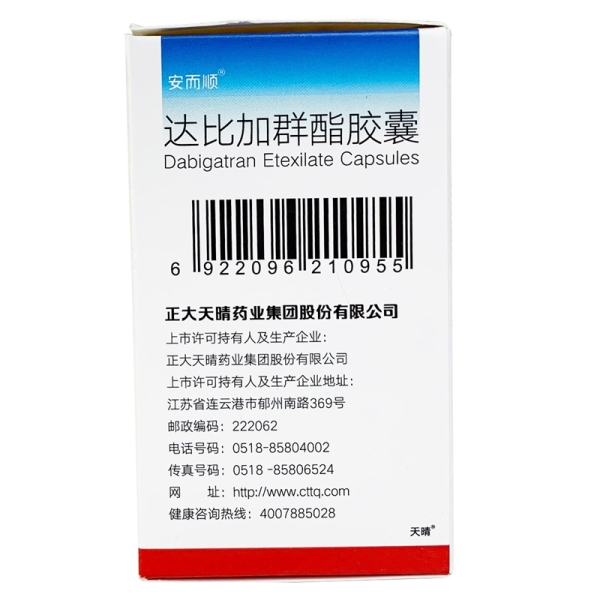 安而顺®
达比加群酯胶囊
Dabigatran Etexilate Capsules
6 922096 210955
正大天晴药业集团股份有限公司
上市许可持有人及生产企业：
正大天晴药业集团股份有限公司
上市许可持有人及生产企业地址：
江苏省连云港市郁州南路369号
邮政编码：222062
电话号码：0518-85804002
传真号码：0518 -85806524
网 址：http://www.cttq.com
健康咨询热线：4007885028
天晴®